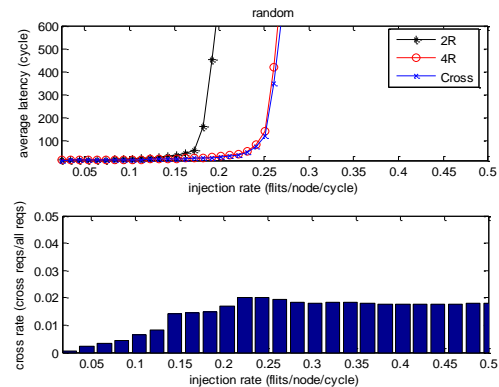 random
600
500
400
300
200
100
average latency (cycle)
2R
4R
Cross
0.05 0.1 0.15 0.2 0.25 0.3 0.35 0.4 0.45 0.5
injection rate (flits/node/cycle)
0.05
0.04
0.03
0.02
0.01
0
cross rate (cross reqs/all reqs)
0.05 0.1 0.15 0.2 0.25 0.3 0.35 0.4 0.45 0.5
injection rate (flits/node/cycle)